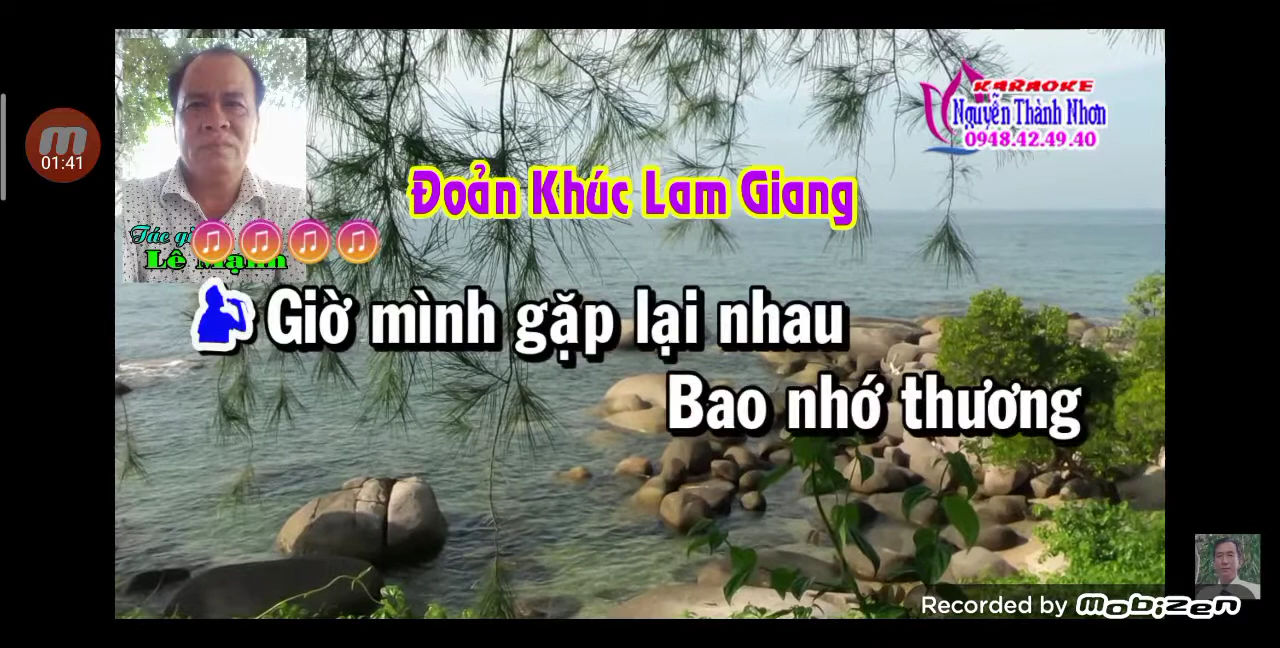 01:41
KARAOKE
Nguyễn Thành Nhơn
0948.42.49.40
Đoản Khúc Lam Giang
Tác
Lê
Giờ mình gặp lại nhau
Bao nhớ thương
Recorded by mobizen